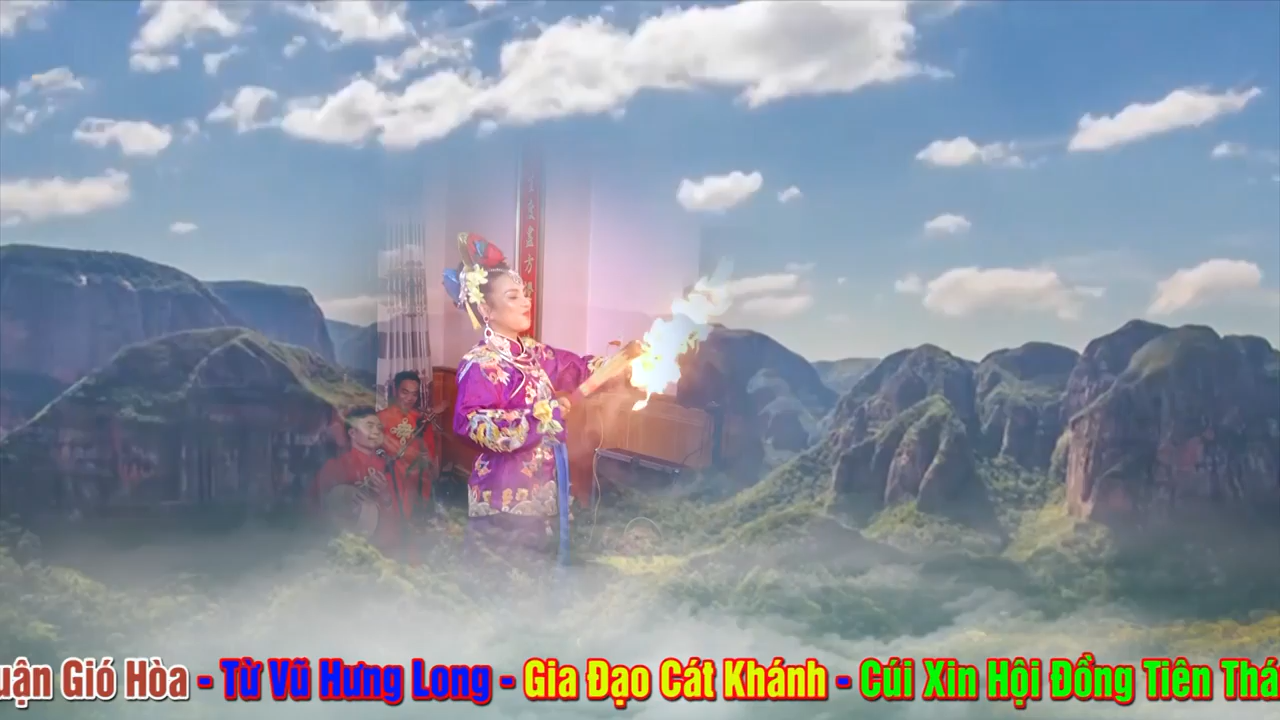 uận Gió Hòa - Từ Vũ Hưng Long - Gia Đạo Cát Khánh - Cúi Xin Hội Đồng Tiên Thá